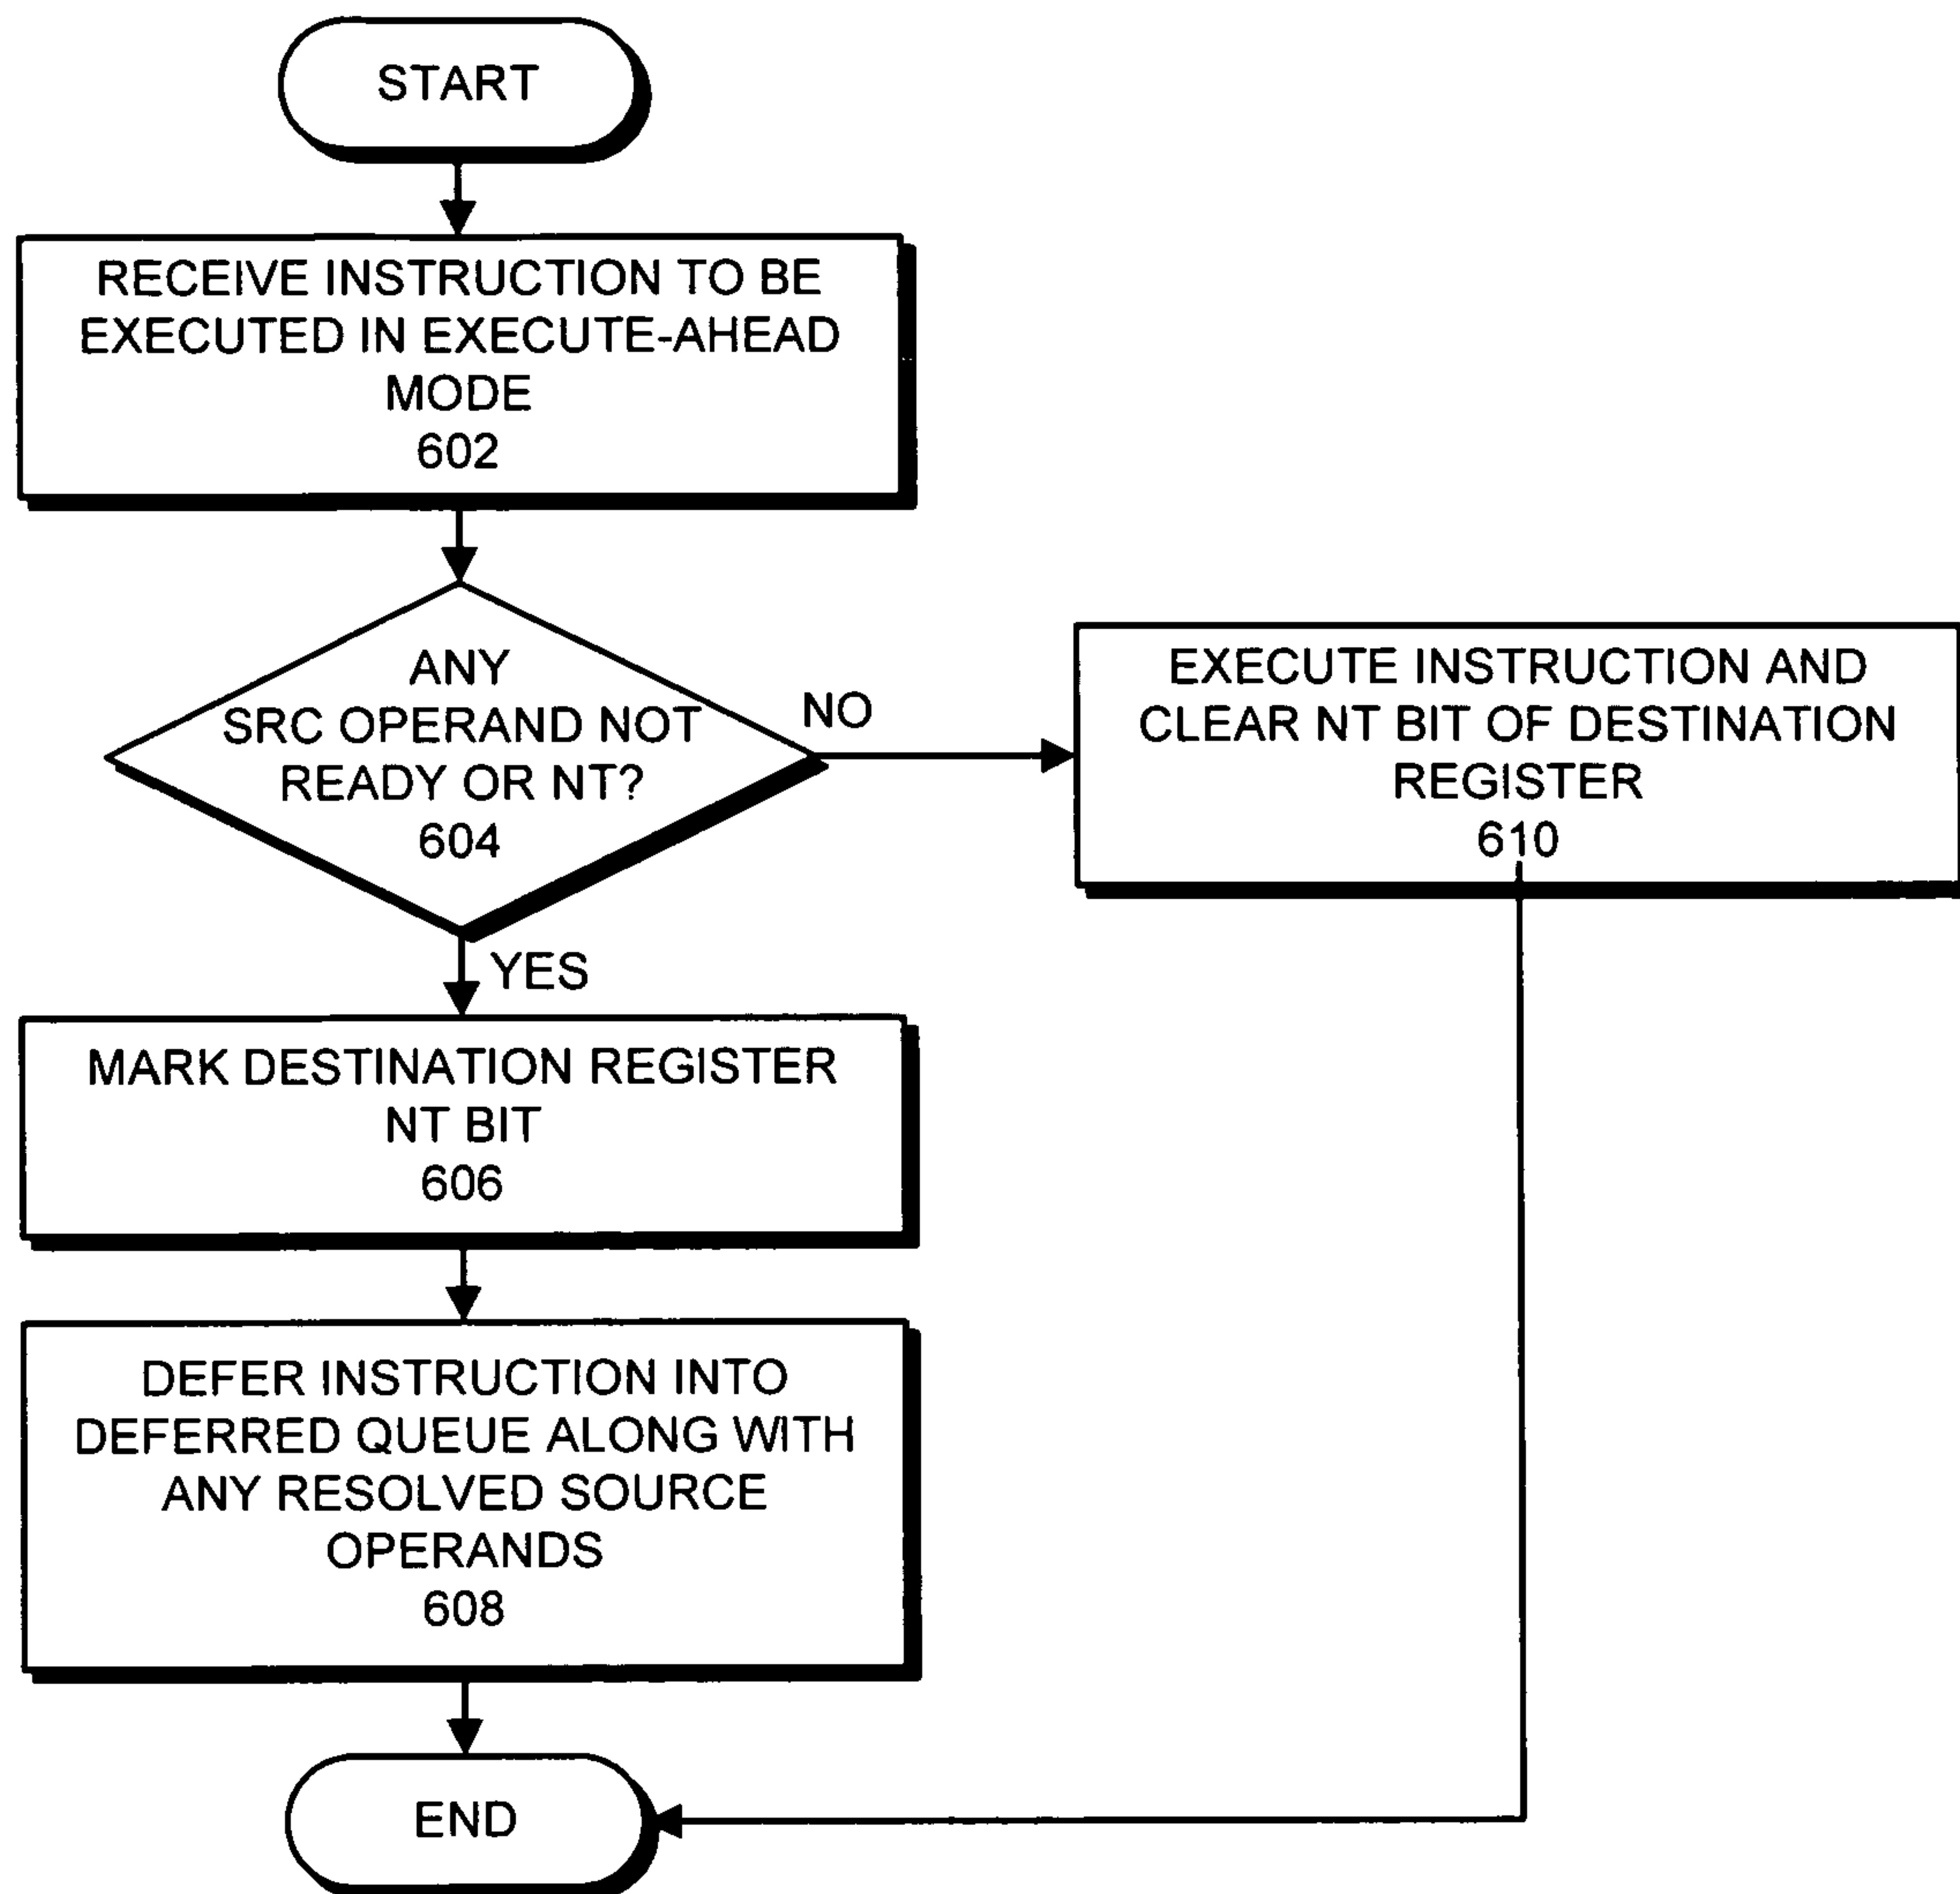 START
RECEIVE INSTRUCTION TO BE
EXECUTED IN EXECUTE-AHEAD
MODE
602
ANY
SRC OPERAND NOT
READY OR NT?
604
NO
EXECUTE INSTRUCTION AND
CLEAR NT BIT OF DESTINATION
REGISTER
610
YES
MARK DESTINATION REGISTER
NT BIT
606
DEFER INSTRUCTION INTO
DEFERRED QUEUE ALONG WITH
ANY RESOLVED SOURCE
OPERANDS
608
END